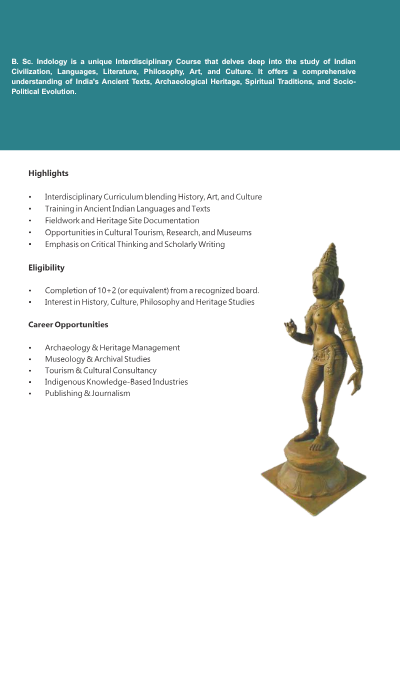 B. Sc. Indology is a unique Interdisciplinary Course that delves deep into the study of Indian
Civilization, Languages, Literature, Philosophy, Art, and Culture. It offers a comprehensive
understanding of India's Ancient Texts, Archaeological Heritage, Spiritual Traditions, and Socio-
Political Evolution.
Highlights
• Interdisciplinary Curriculum blending History, Art, and Culture
• Training in Ancient Indian Languages and Texts
• Fieldwork and Heritage Site Documentation
• Opportunities in Cultural Tourism, Research, and Museums
• Emphasis on Critical Thinking and Scholarly Writing
Eligibility
• Completion of 10+2 (or equivalent) from a recognized board.
• Interest in History, Culture, Philosophy and Heritage Studies
Career Opportunities
• Archaeology & Heritage Management
• Museology & Archival Studies
• Tourism & Cultural Consultancy
• Indigenous Knowledge-Based Industries
• Publishing & Journalism